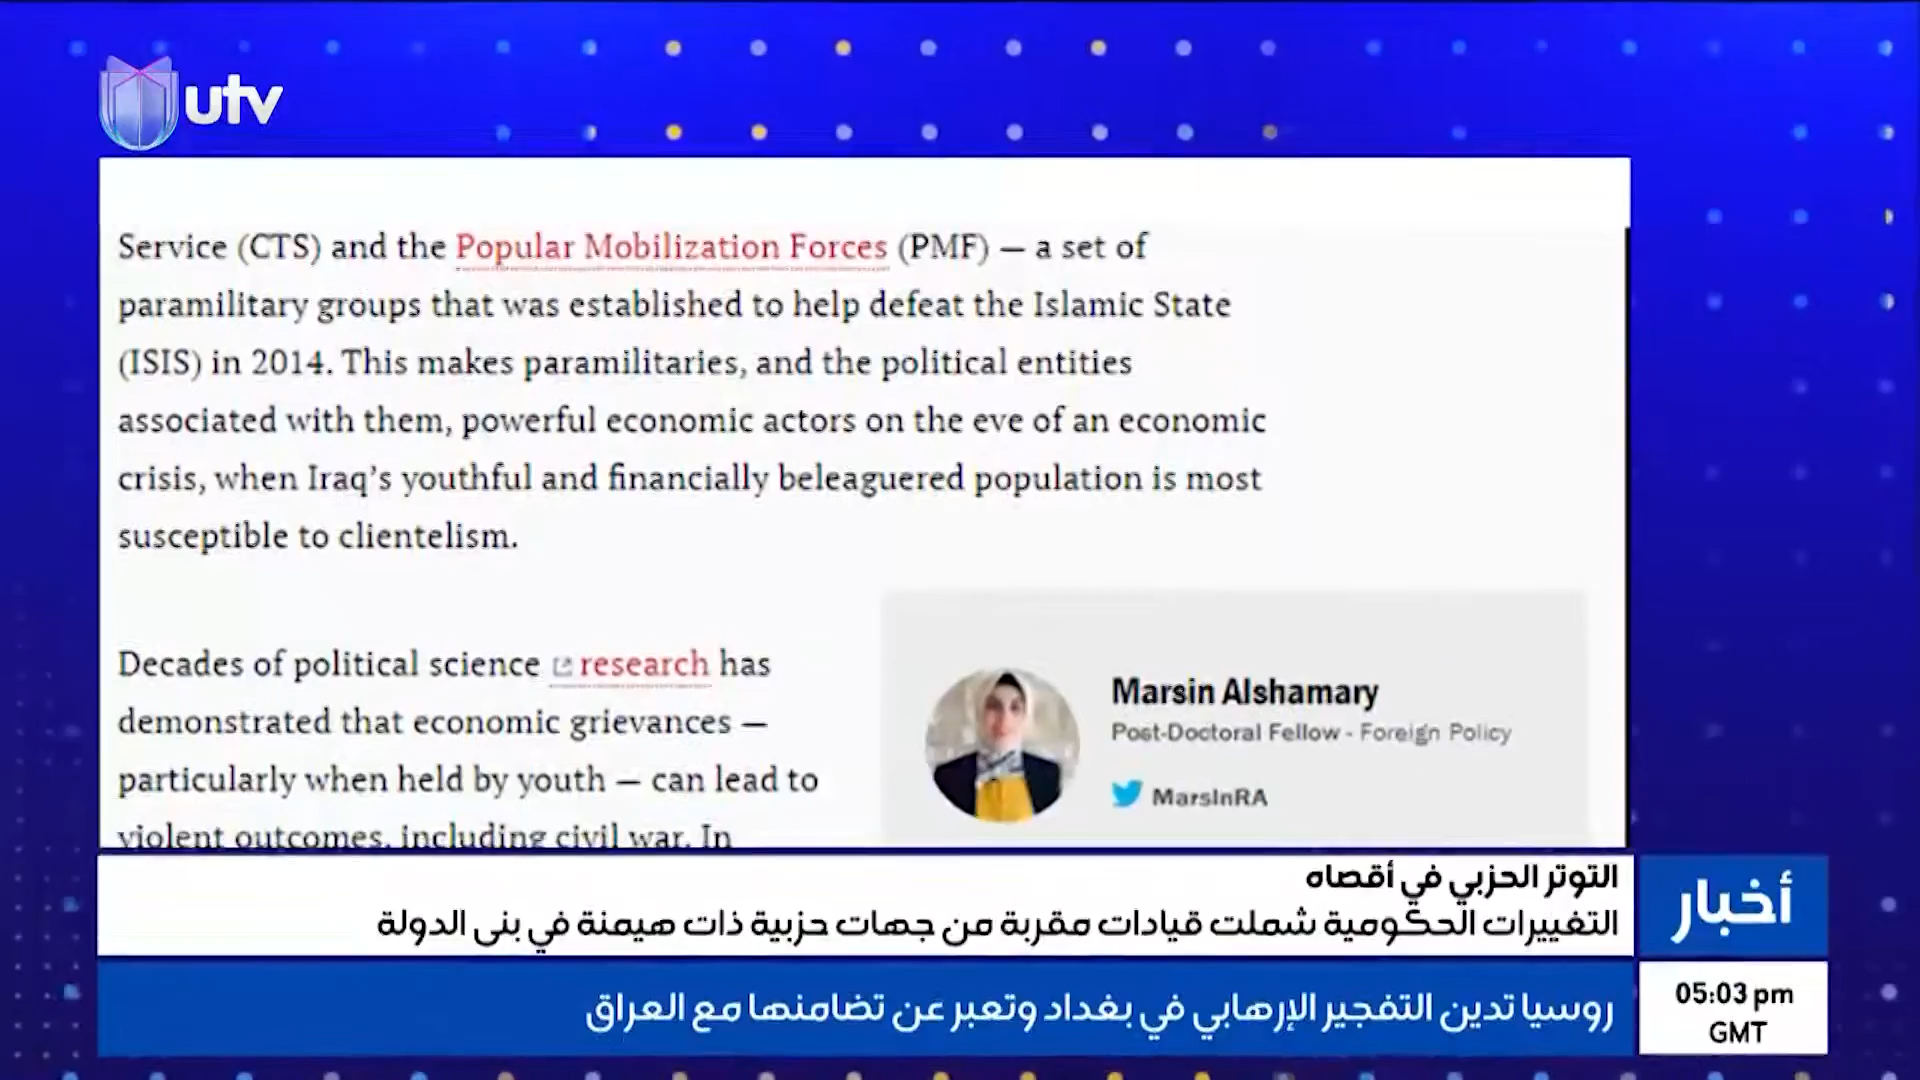 utv
Service (CTS) and the Popular Mobilization Forces (PMF) — a set of
paramilitary groups that was established to help defeat the Islamic State
(ISIS) in 2014. This makes paramilitaries, and the political entities
associated with them, powerful economic actors on the eve of an economic
crisis, when Iraq’s youthful and financially beleaguered population is most
susceptible to clientelism.
Decades of political science research has
demonstrated that economic grievances —
particularly when held by youth — can lead to
violent outcomes, including civil war. In
Marsin Alshamary
Post-Doctoral Fellow - Foreign Policy
MarsInRA
التوتر الحزبي في أقصاه
التغييرات الحكومية شملت قيادات مقربة من جهات حزبية ذات هيمنة في بنى الدولة
أخبار
روسيا تدين التفجير الإرهابي في بغداد وتعبر عن تضامنها مع العراق
05:03 pm
GMT